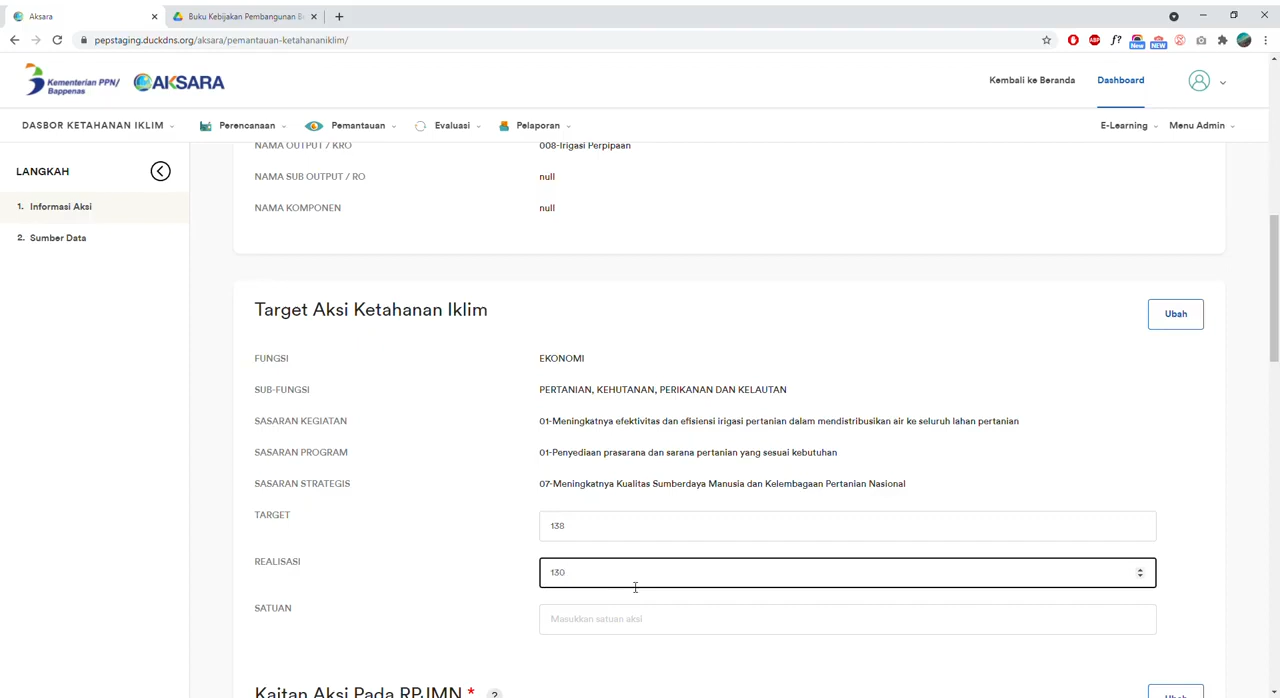 Aksara
Buku Kebijakan Pembangunan B
pepstaging.duckdns.org/aksara/pemantauan-ketahananiklim/
ABP
f?
New
NEW
Kementerian PPN/
Bappenas
AKSARA
Kembali ke Beranda
Dashboard
DASBOR KETAHANAN IKLIM
Perencanaan
Pemantauan
Evaluasi
Pelaporan
E-Learning
Menu Admin
LANGKAH
1. Informasi Aksi
2. Sumber Data
NAMA OUTPUT / KRO 008-Irigasi Perpipaan
NAMA SUB OUTPUT / RO null
NAMA KOMPONEN null
Target Aksi Ketahanan Iklim
Ubah
FUNGSI EKONOMI
SUB-FUNGSI PERTANIAN, KEHUTANAN, PERIKANAN DAN KELAUTAN
SASARAN KEGIATAN 01-Meningkatnya efektivitas dan efisiensi irigasi pertanian dalam mendistribusikan air ke seluruh lahan pertanian
SASARAN PROGRAM 01-Penyediaan prasarana dan sarana pertanian yang sesuai kebutuhan
SASARAN STRATEGIS 07-Meningkatnya Kualitas Sumberdaya Manusia dan Kelembagaan Pertanian Nasional
TARGET 138
REALISASI 130
SATUAN Masukkan satuan aksi
Kaitan Aksi Pada RPJMN * ?
Ubah